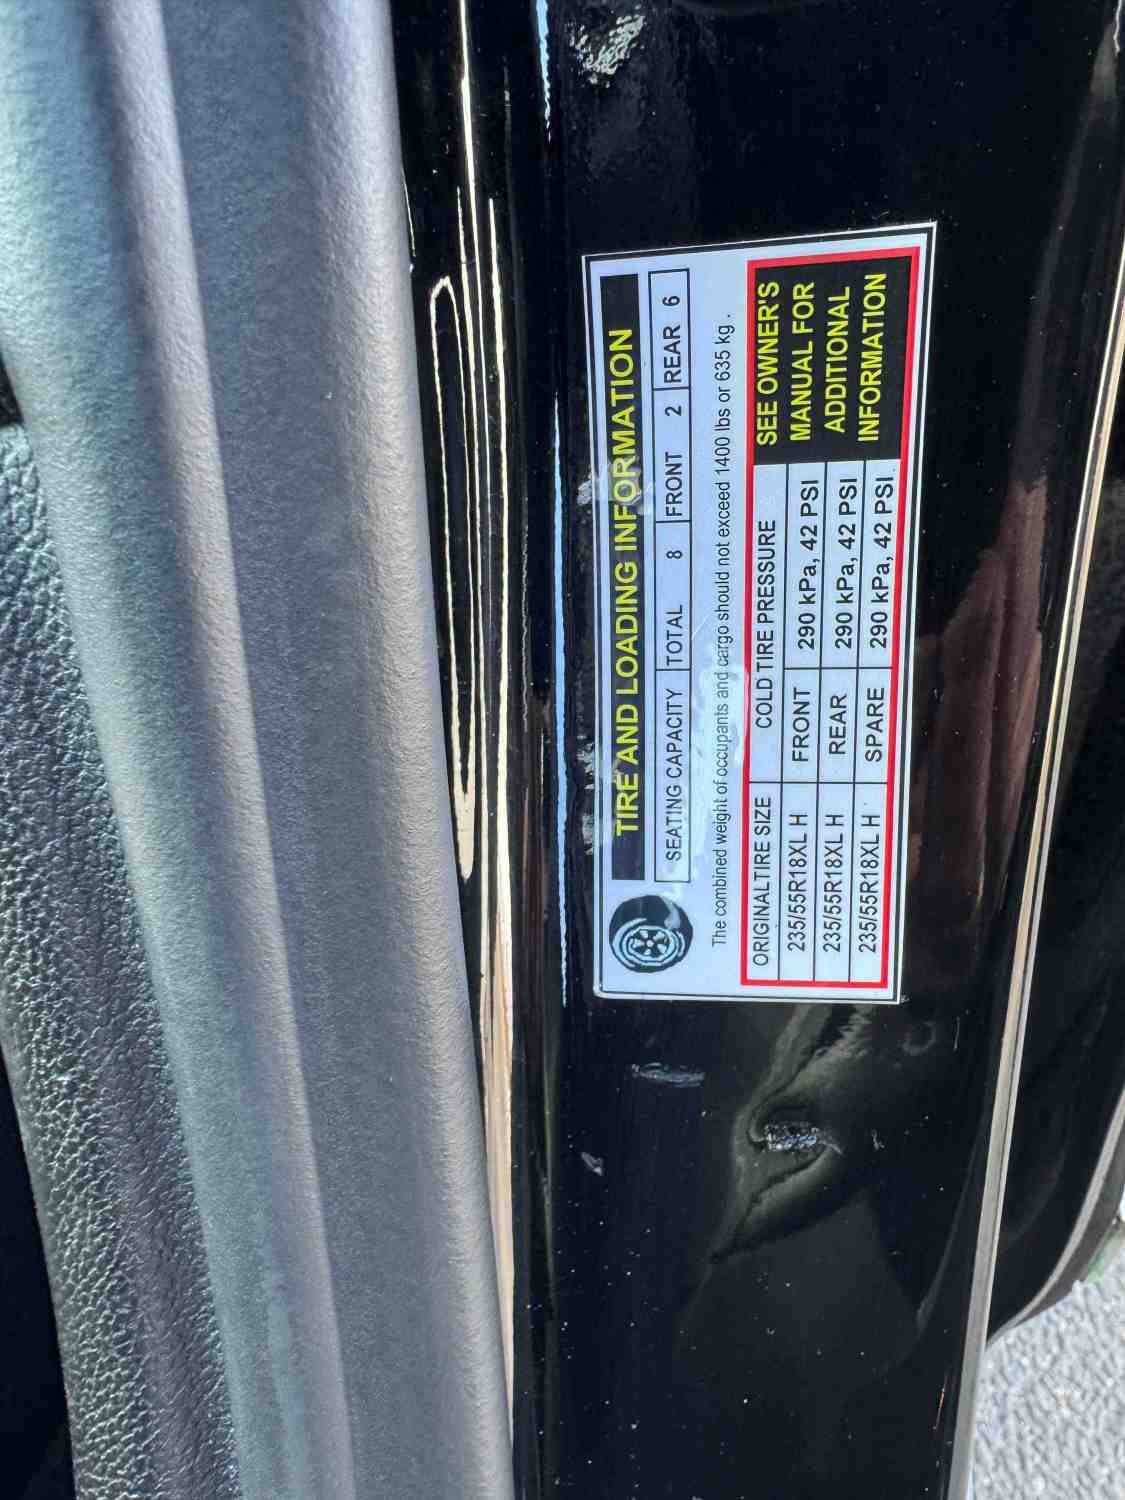 TIRE AND LOADING INFORMATION
SEATING CAPACITY TOTAL 8 FRONT 2 REAR 6
The combined weight of occupants and cargo should not exceed 1400 lbs or 635 kg .
ORIGINALTIRE SIZE COLD TIRE PRESSURE SEE OWNER'S
235/55R18XL H FRONT 290 kPa, 42 PSI MANUAL FOR
235/55R18XL H REAR 290 kPa, 42 PSI ADDITIONAL
235/55R18XL H SPARE 290 kPa, 42 PSI INFORMATION